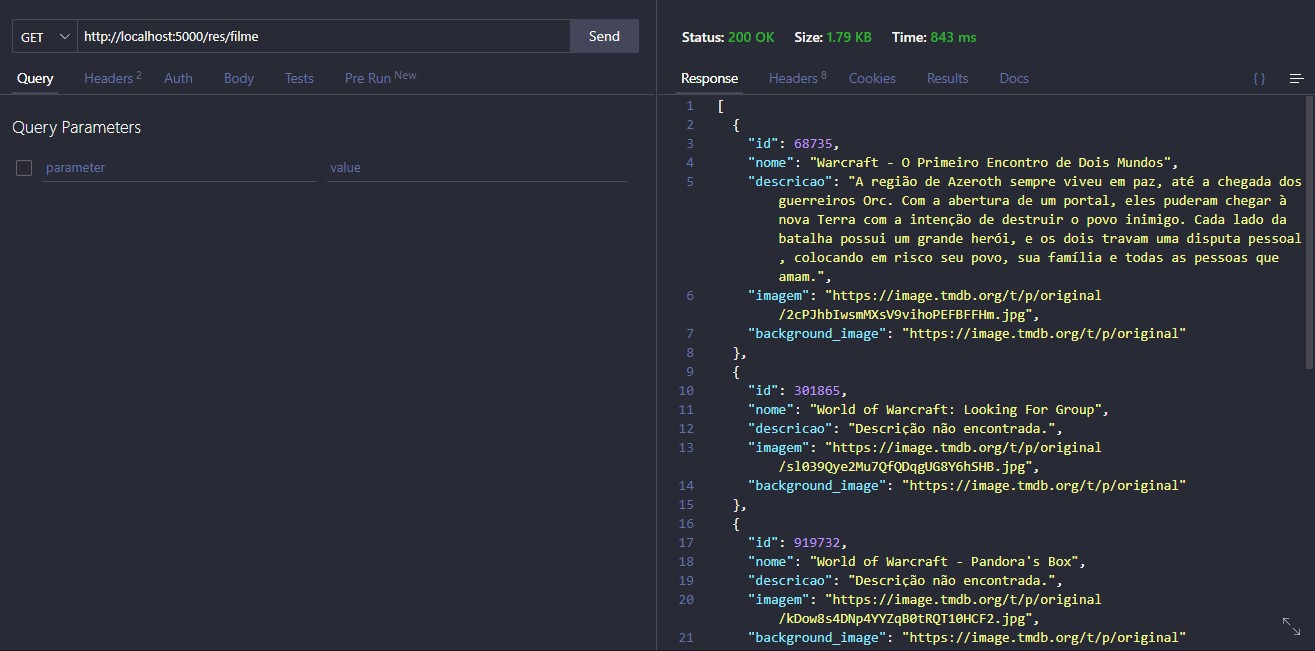 GET http://localhost:5000/res/filme Send
Query Headers 2 Auth Body Tests Pre Run New
Query Parameters
parameter value
Status: 200 OK Size: 1.79 KB Time: 843 ms
Response Headers 8 Cookies Results Docs { }
1 [
2 {
3 "id": 68735,
4 "nome": "Warcraft - O Primeiro Encontro de Dois Mundos",
5 "descricao": "A região de Azeroth sempre viveu em paz, até a chegada dos
guerreiros Orc. Com a abertura de um portal, eles puderam chegar à
nova Terra com a intenção de destruir o povo inimigo. Cada lado da
batalha possui um grande herói, e os dois travam uma disputa pessoal
, colocando em risco seu povo, sua família e todas as pessoas que
amam.",
6 "imagem": "https://image.tmdb.org/t/p/original
/2cPJhbIwsmMXsV9vihoPEFBFFHm.jpg",
7 "background_image": "https://image.tmdb.org/t/p/original"
8 },
9 {
10 "id": 301865,
11 "nome": "World of Warcraft: Looking For Group",
12 "descricao": "Descrição não encontrada.",
13 "imagem": "https://image.tmdb.org/t/p/original
/sl039Qye2Mu7QfQDqgUG8Y6hSHB.jpg",
14 "background_image": "https://image.tmdb.org/t/p/original"
15 },
16 {
17 "id": 919732,
18 "nome": "World of Warcraft - Pandora's Box",
19 "descricao": "Descrição não encontrada.",
20 "imagem": "https://image.tmdb.org/t/p/original
/kDow8s4DNp4YYZqB0tRQT10HCF2.jpg",
21 "background_image": "https://image.tmdb.org/t/p/original"